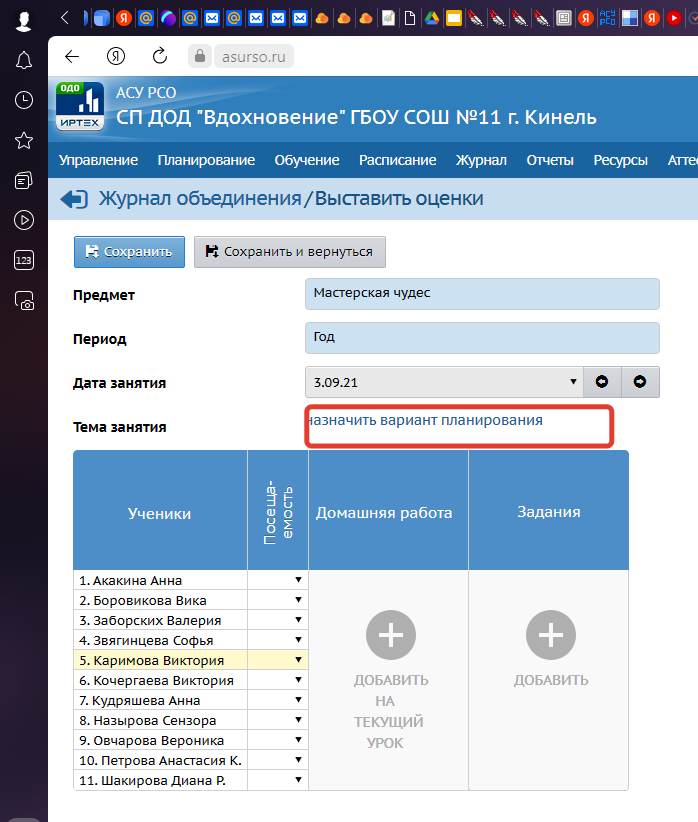 asurso.ru
ОДО
ИРТЕХ
АСУ РСО
СП ДОД "Вдохновение" ГБОУ СОШ №11 г. Кинель
Управление Планирование Обучение Расписание Журнал Отчеты Ресурсы Атте
Журнал объединения/Выставить оценки
Сохранить Сохранить и вернуться
Предмет Мастерская чудес
Период Год
Дата занятия 3.09.21
Тема занятия назначить вариант планирования
Ученики Посеща-
емость Домашняя работа Задания
1. Акакина Анна
2. Боровикова Вика
3. Заборских Валерия
4. Звягинцева Софья
5. Каримова Виктория
6. Кочергаева Виктория
7. Кудряшева Анна
8. Назырова Сензора
9. Овчарова Вероника
10. Петрова Анастасия К.
11. Шакирова Диана Р.
ДОБАВИТЬ
НА
ТЕКУЩИЙ
УРОК
ДОБАВИТЬ
123